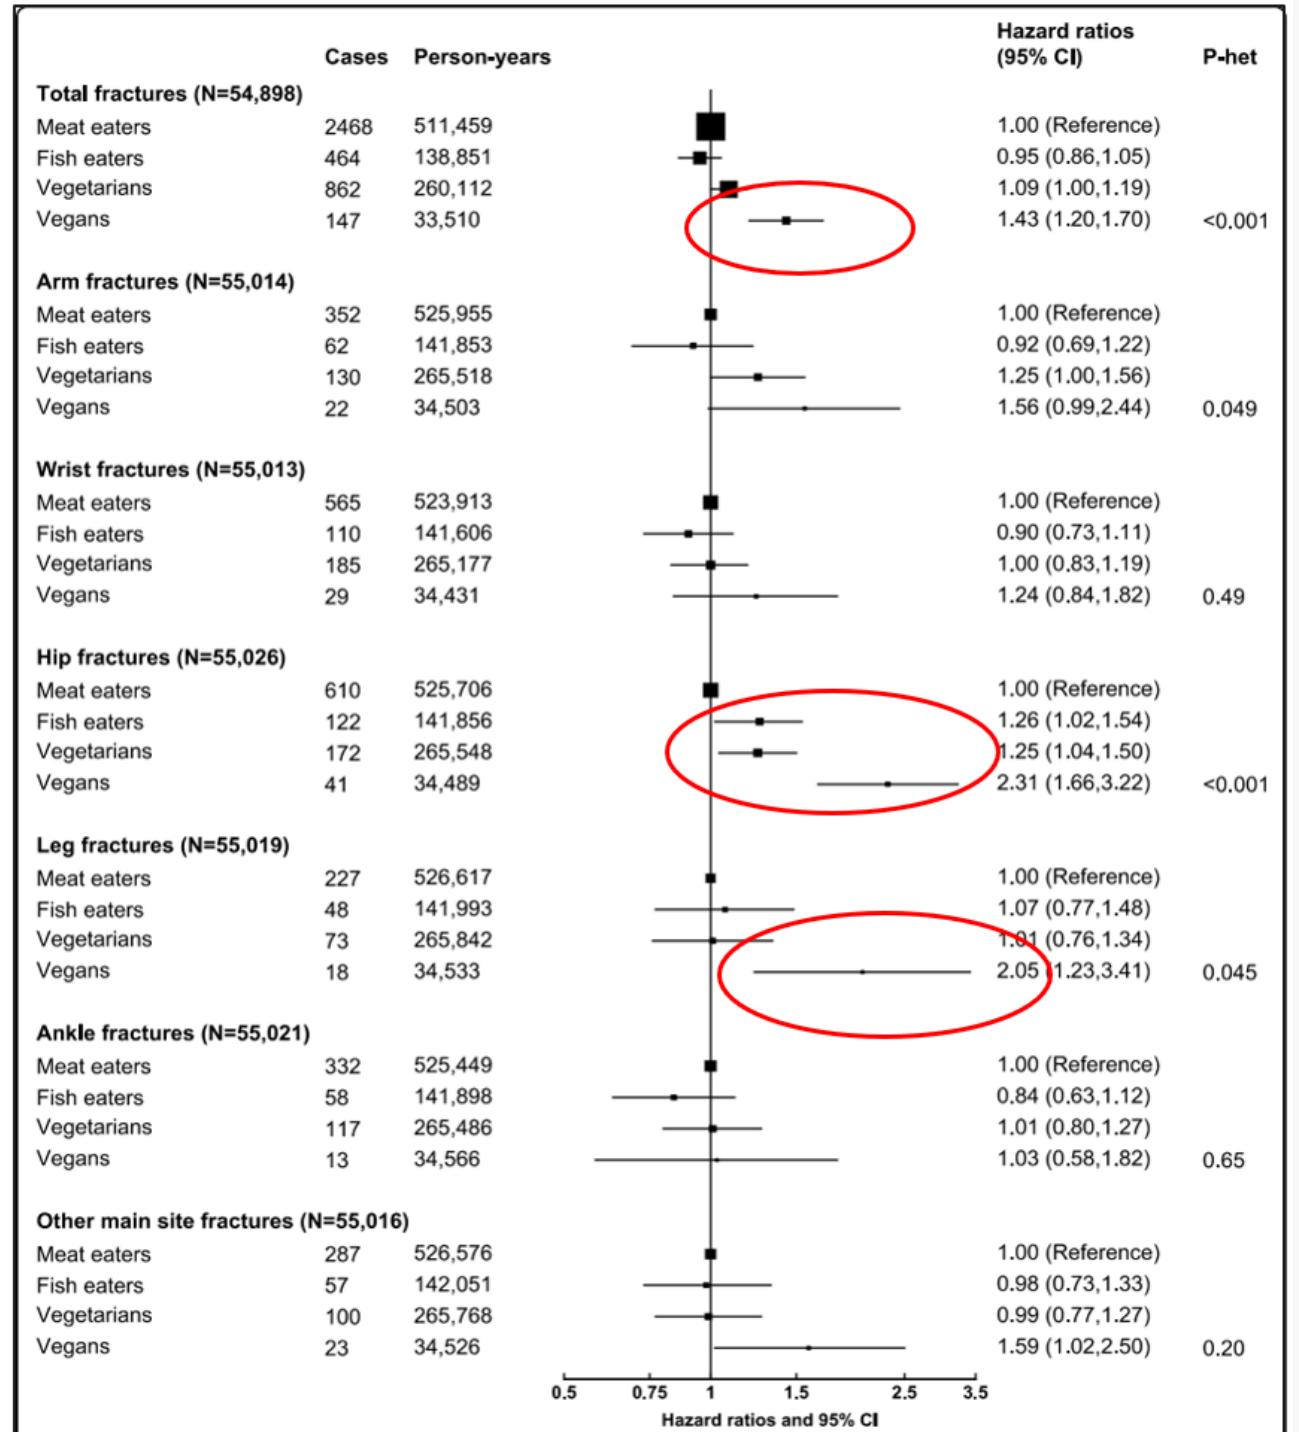 Hazard ratios
Cases Person-years (95% CI) P-het
Total fractures (N=54,898)
Meat eaters 2468 511,459 1.00 (Reference)
Fish eaters 464 138,851 0.95 (0.86,1.05)
Vegetarians 862 260,112 1.09 (1.00,1.19)
Vegans 147 33,510 1.43 (1.20,1.70) <0.001
Arm fractures (N=55,014)
Meat eaters 352 525,955 1.00 (Reference)
Fish eaters 62 141,853 0.92 (0.69,1.22)
Vegetarians 130 265,518 1.25 (1.00,1.56)
Vegans 22 34,503 1.56 (0.99,2.44) 0.049
Wrist fractures (N=55,013)
Meat eaters 565 523,913 1.00 (Reference)
Fish eaters 110 141,606 0.90 (0.73,1.11)
Vegetarians 185 265,177 1.00 (0.83,1.19)
Vegans 29 34,431 1.24 (0.84,1.82) 0.49
Hip fractures (N=55,026)
Meat eaters 610 525,706 1.00 (Reference)
Fish eaters 122 141,856 1.26 (1.02,1.54)
Vegetarians 172 265,548 1.25 (1.04,1.50)
Vegans 41 34,489 2.31 (1.66,3.22) <0.001
Leg fractures (N=55,019)
Meat eaters 227 526,617 1.00 (Reference)
Fish eaters 48 141,993 1.07 (0.77,1.48)
Vegetarians 73 265,842 1.01 (0.76,1.34)
Vegans 18 34,533 2.05 (1.23,3.41) 0.045
Ankle fractures (N=55,021)
Meat eaters 332 525,449 1.00 (Reference)
Fish eaters 58 141,898 0.84 (0.63,1.12)
Vegetarians 117 265,486 1.01 (0.80,1.27)
Vegans 13 34,566 1.03 (0.58,1.82) 0.65
Other main site fractures (N=55,016)
Meat eaters 287 526,576 1.00 (Reference)
Fish eaters 57 142,051 0.98 (0.73,1.33)
Vegetarians 100 265,768 0.99 (0.77,1.27)
Vegans 23 34,526 1.59 (1.02,2.50) 0.20
0.5 0.75 1 1.5 2.5 3.5
Hazard ratios and 95% CI